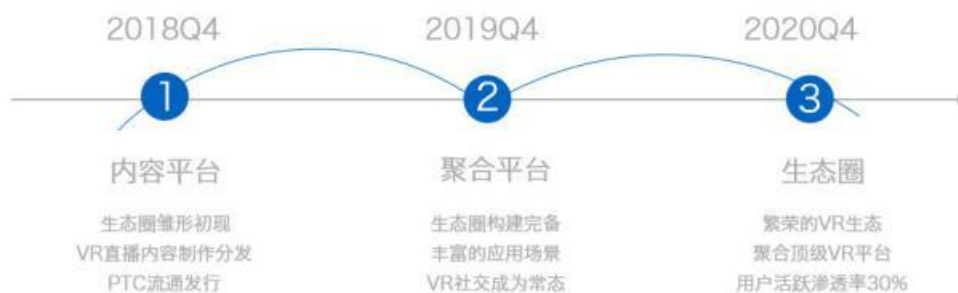 2018Q4
2019Q4
2020Q4
1
2
3
内容平台
聚合平台
生态圈
生态圈雏形初现
VR直播内容制作分发
PTC流通发行
生态圈构建完备
丰富的应用场景
VR社交成为常态
繁荣的VR生态
聚合顶级VR平台
用户活跃渗透率30%